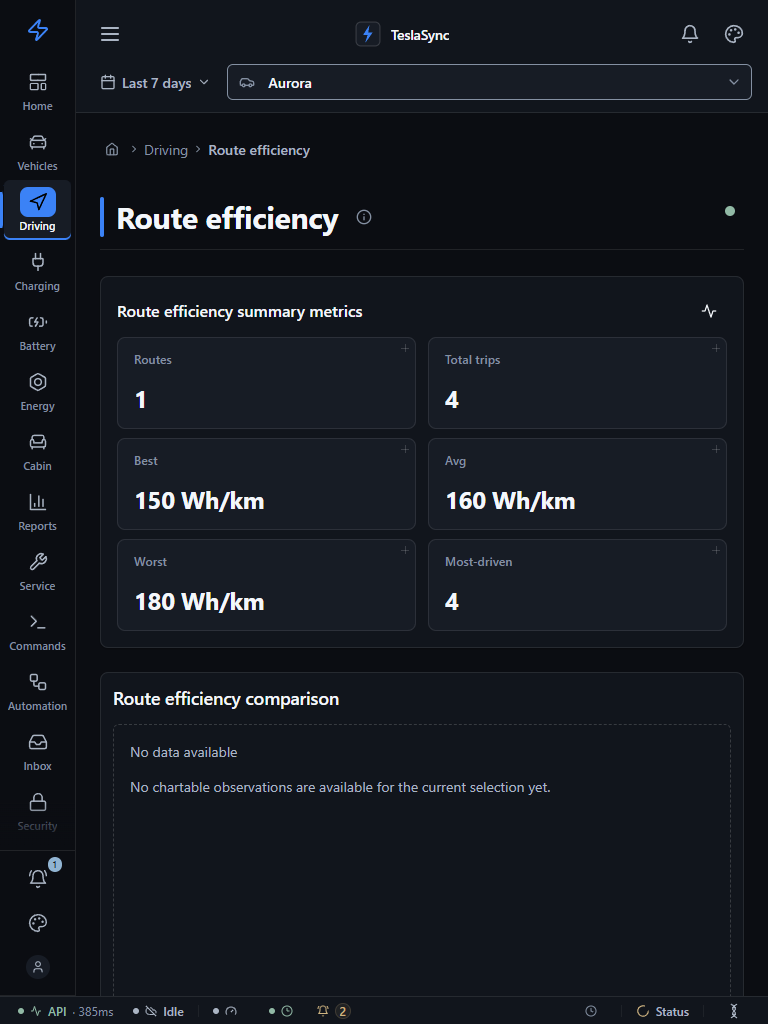 TeslaSync
Last 7 days
Aurora
Home
Vehicles
Driving
Charging
Battery
Energy
Cabin
Reports
Service
Commands
Automation
Inbox
Security
1
Driving
Route efficiency
Route efficiency
Route efficiency summary metrics
Routes
1
Total trips
4
Best
150 Wh/km
Avg
160 Wh/km
Worst
180 Wh/km
Most-driven
4
Route efficiency comparison
No data available
No chartable observations are available for the current selection yet.
API · 385ms
Idle
2
Status